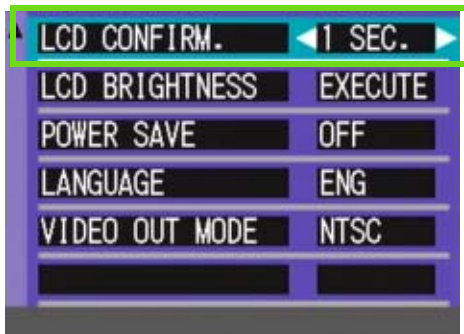 LCD CONFIRM. 1 SEC.
LCD BRIGHTNESS EXECUTE
POWER SAVE OFF
LANGUAGE ENG
VIDEO OUT MODE NTSC